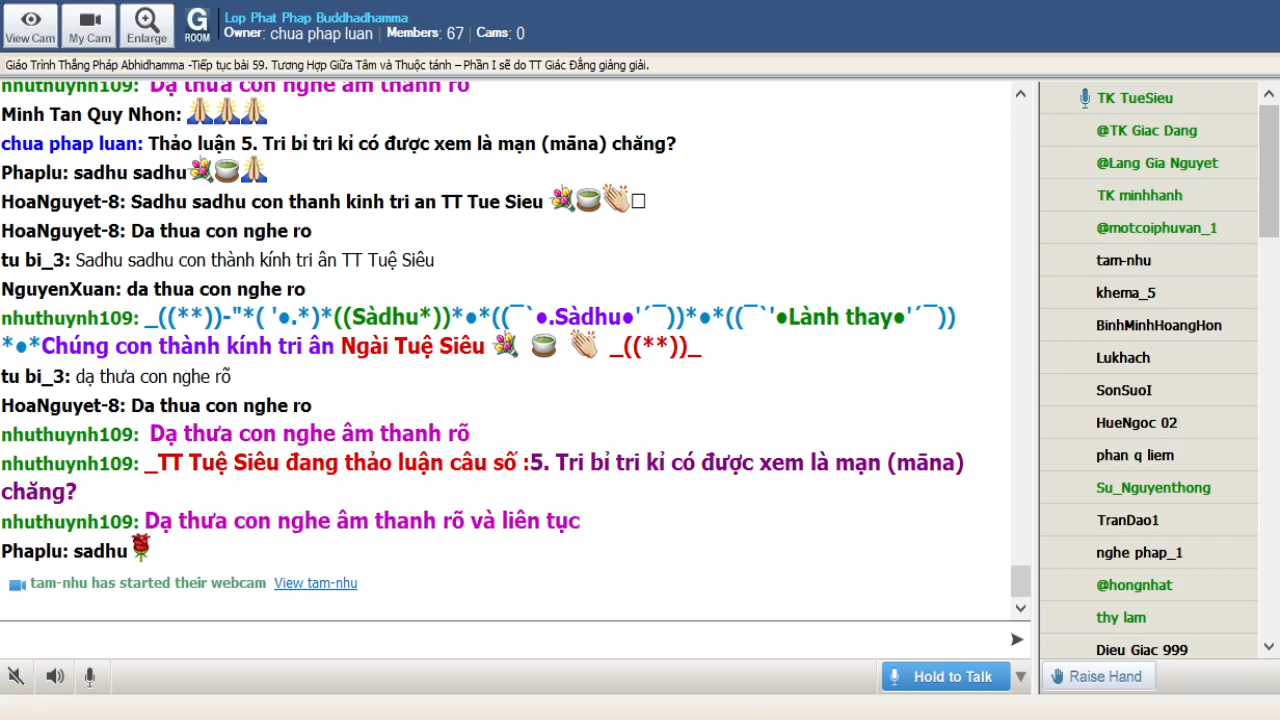 View Cam
My Cam
Enlarge
G
ROOM
Lop Phat Phap Buddhadhamma
Owner: chua phap luan | Members: 67 | Cams: 0
Giáo Trình Thắng Pháp Abhidhamma -Tiếp tục bài 59. Tương Hợp Giữa Tâm và Thuộc tánh – Phần I sẽ do TT Giác Đẳng giảng giải.
nhuthuynh109: Dạ thưa con nghe âm thanh rõ
Minh Tan Quy Nhon: 🙏🙏🙏
chua phap luan: Thảo luận 5. Tri bỉ tri kỉ có được xem là mạn (māna) chăng?
Phaplu: sadhu sadhu💐🍵🙏
HoaNguyet-8: Sadhu sadhu con thanh kinh tri an TT Tue Sieu 💐🍵👏□
HoaNguyet-8: Da thua con nghe ro
tu bi_3: Sadhu sadhu con thành kính tri ân TT Tuệ Siêu
NguyenXuan: da thua con nghe ro
nhuthuynh109: _((**))-"*( '●.*)*((Sàdhu*))*●*((¯`●.Sàdhu●'´¯))*●*((¯`'●Lành thay●'´¯))
*●*Chúng con thành kính tri ân Ngài Tuệ Siêu 💐 🍵 👏 _((**))_
tu bi_3: dạ thưa con nghe rõ
HoaNguyet-8: Da thua con nghe ro
nhuthuynh109: Dạ thưa con nghe âm thanh rõ
nhuthuynh109: _TT Tuệ Siêu đang thảo luận câu số :5. Tri bỉ tri kỉ có được xem là mạn (māna)
chăng?
nhuthuynh109: Dạ thưa con nghe âm thanh rõ và liên tục
Phaplu: sadhu🌹
tam-nhu has started their webcam View tam-nhu
Hold to Talk
TK TueSieu
@TK Giac Dang
@Lang Gia Nguyet
TK minhhanh
@motcoiphuvan_1
tam-nhu
khema_5
BinhMinhHoangHon
Lukhach
SonSuoI
HueNgoc 02
phan q liem
Su_Nguyenthong
TranDao1
nghe phap_1
@hongnhat
thy lam
Dieu Giac 999
Raise Hand